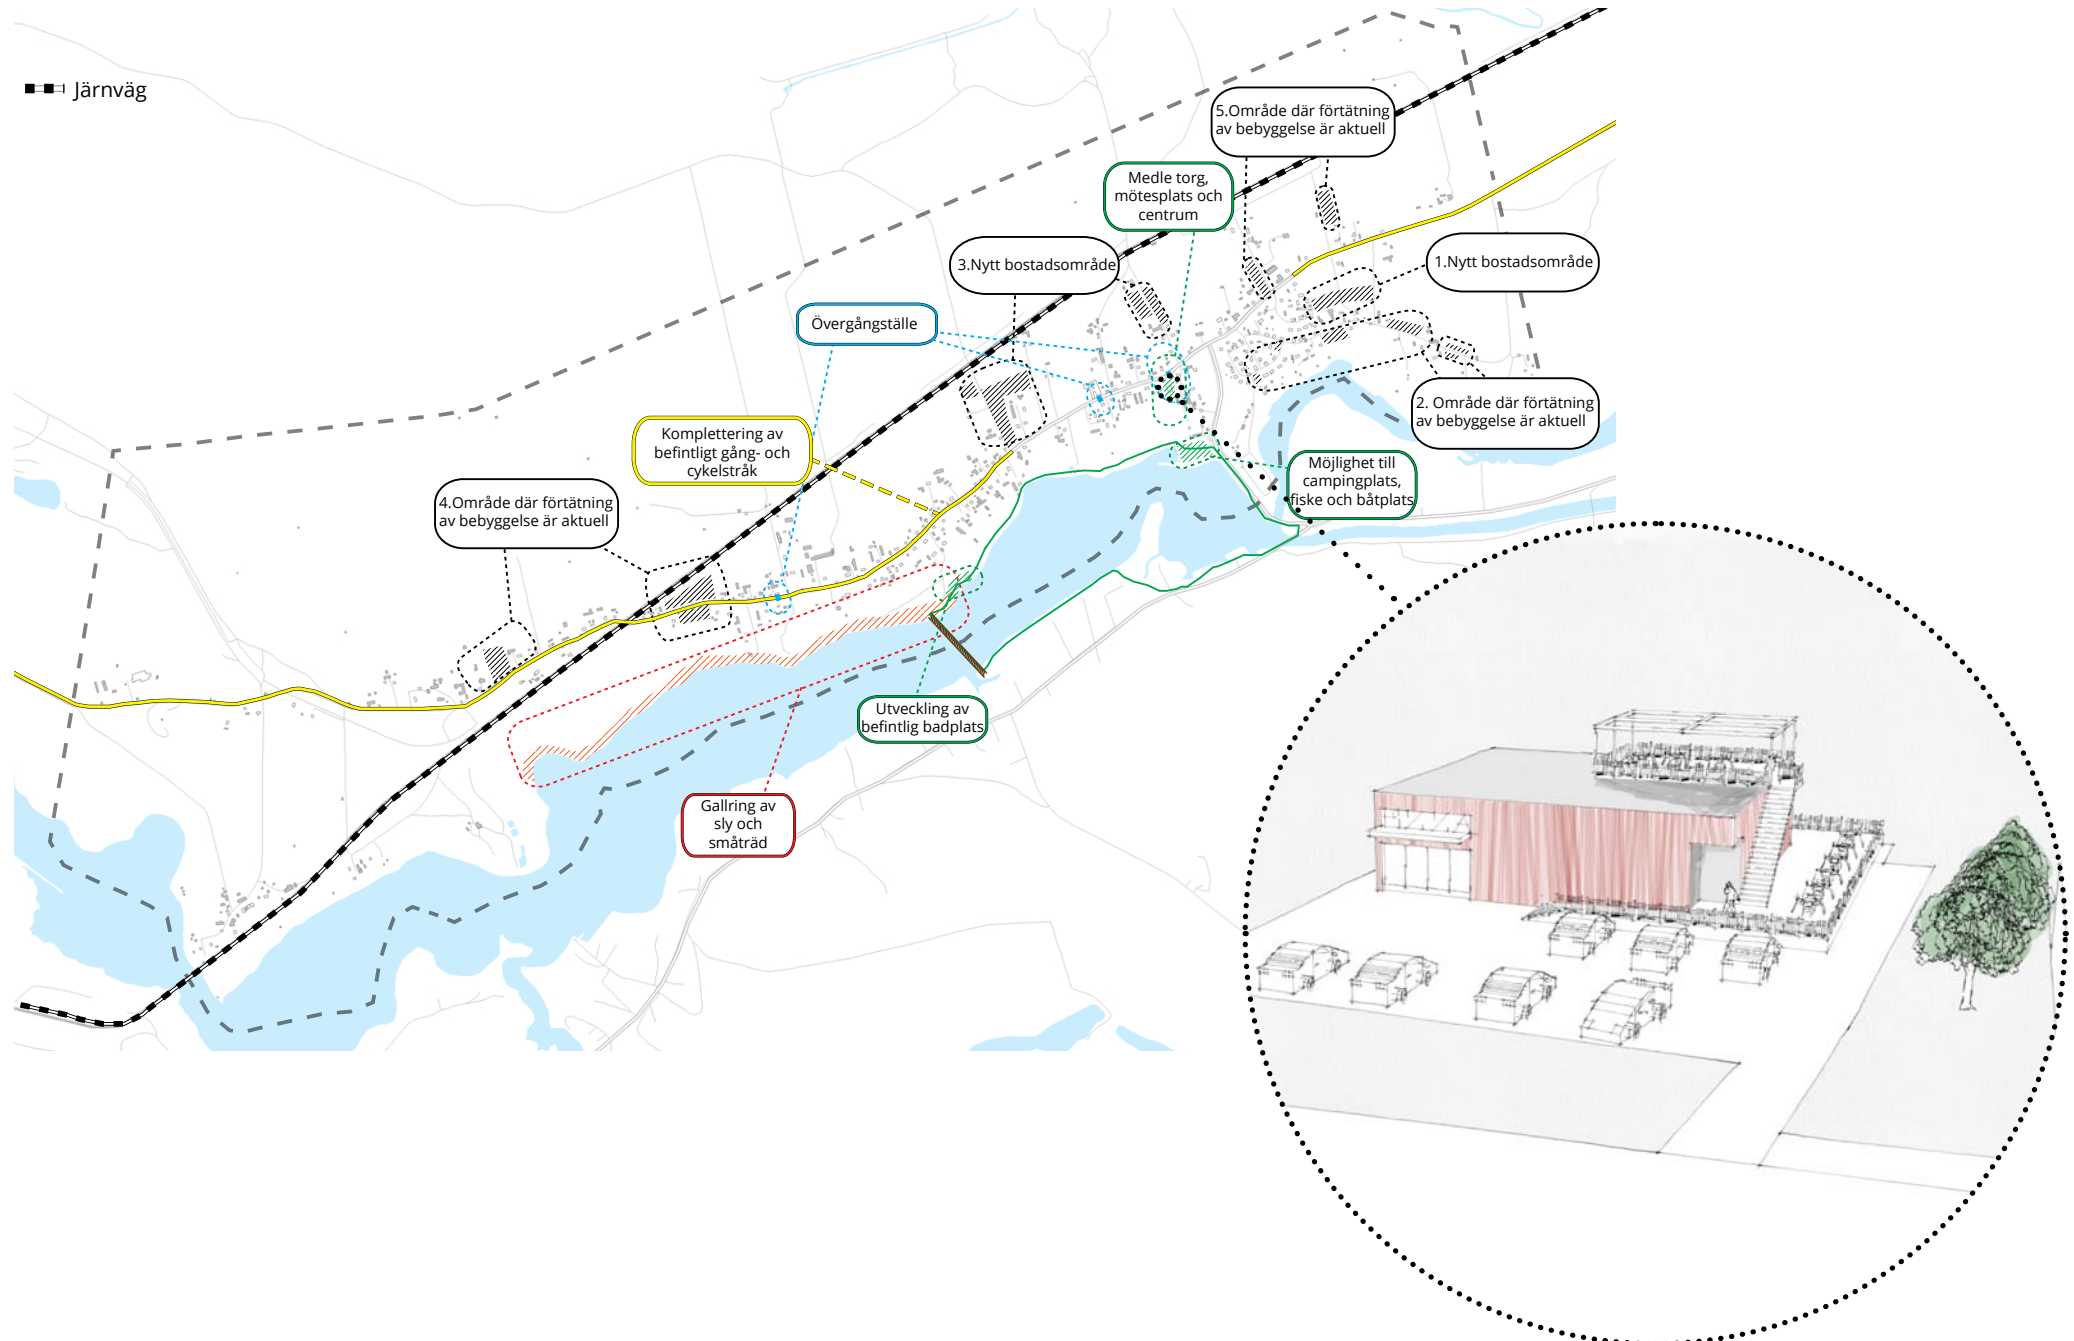 Järnväg
5.Område där förtätning
av bebyggelse är aktuell
Medle torg,
mötesplats och
centrum
3.Nytt bostadsområde
1.Nytt bostadsområde
Övergångställe
2. Område där förtätning
av bebyggelse är aktuell
Komplettering av
befintligt gång- och
cykelstråk
Möjlighet till
campingplats,
fiske och båtplats
4.Område där förtätning
av bebyggelse är aktuell
Utveckling av
befintlig badplats
Gallring av
sly och
småträd